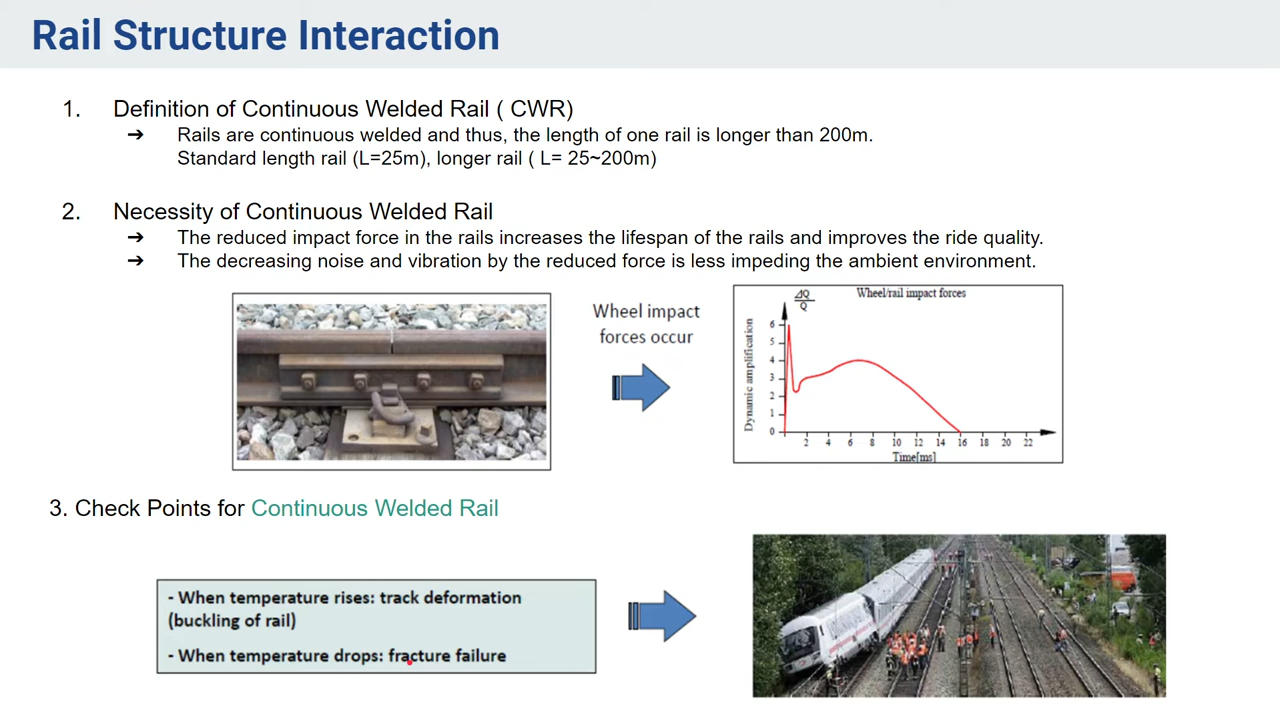 Rail Structure Interaction
1. Definition of Continuous Welded Rail ( CWR)
➔ Rails are continuous welded and thus, the length of one rail is longer than 200m.
Standard length rail (L=25m), longer rail ( L= 25~200m)
2. Necessity of Continuous Welded Rail
➔ The reduced impact force in the rails increases the lifespan of the rails and improves the ride quality.
➔ The decreasing noise and vibration by the reduced force is less impeding the ambient environment.
Wheel impact
forces occur
ΔQ
Q
Wheel/rail impact forces
Dynamic amplification
6
5
4
3
2
1
0
2 4 6 8 10 12 14 16 18 20 22
Time[ms]
3. Check Points for Continuous Welded Rail
- When temperature rises: track deformation
(buckling of rail)
- When temperature drops: fracture failure